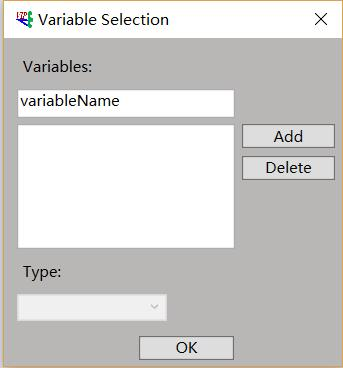 Variable Selection
Variables:
variableName
Add
Delete
Type:
OK